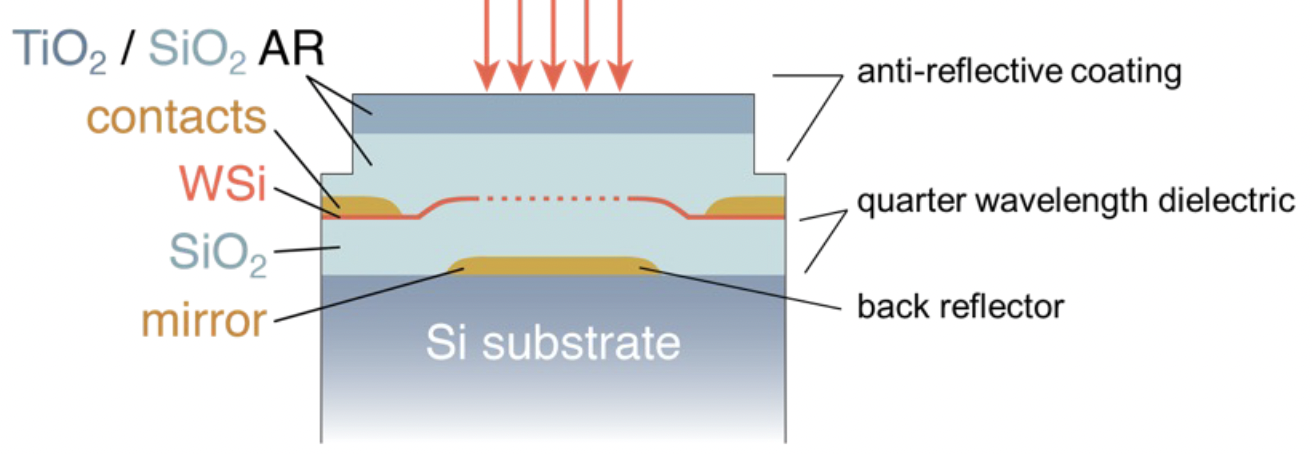 TiO₂ / SiO₂ AR
contacts
WSi
SiO₂
mirror
Si substrate
anti-reflective coating
quarter wavelength dielectric
back reflector